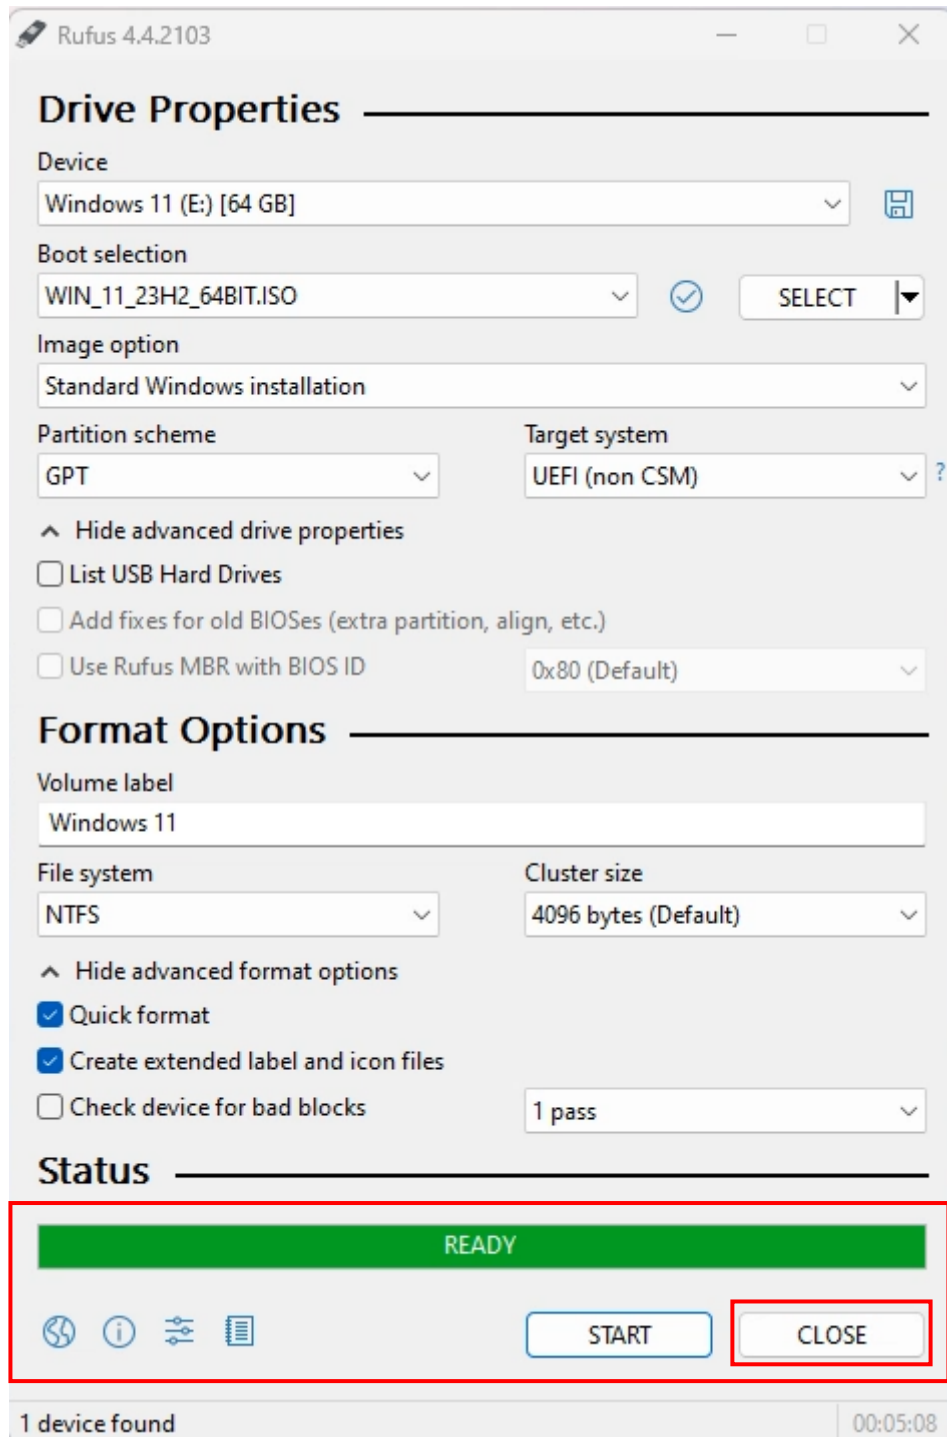 Rufus 4.4.2103
Drive Properties
Device
Windows 11 (E:) [64 GB]
Boot selection
WIN_11_23H2_64BIT.ISO
SELECT
Image option
Standard Windows installation
Partition scheme
Target system
GPT
UEFI (non CSM)
?
Hide advanced drive properties
List USB Hard Drives
Add fixes for old BIOSes (extra partition, align, etc.)
Use Rufus MBR with BIOS ID
0x80 (Default)
Format Options
Volume label
Windows 11
File system
Cluster size
NTFS
4096 bytes (Default)
Hide advanced format options
Quick format
Create extended label and icon files
Check device for bad blocks
1 pass
Status
READY
START
CLOSE
1 device found
00:05:08